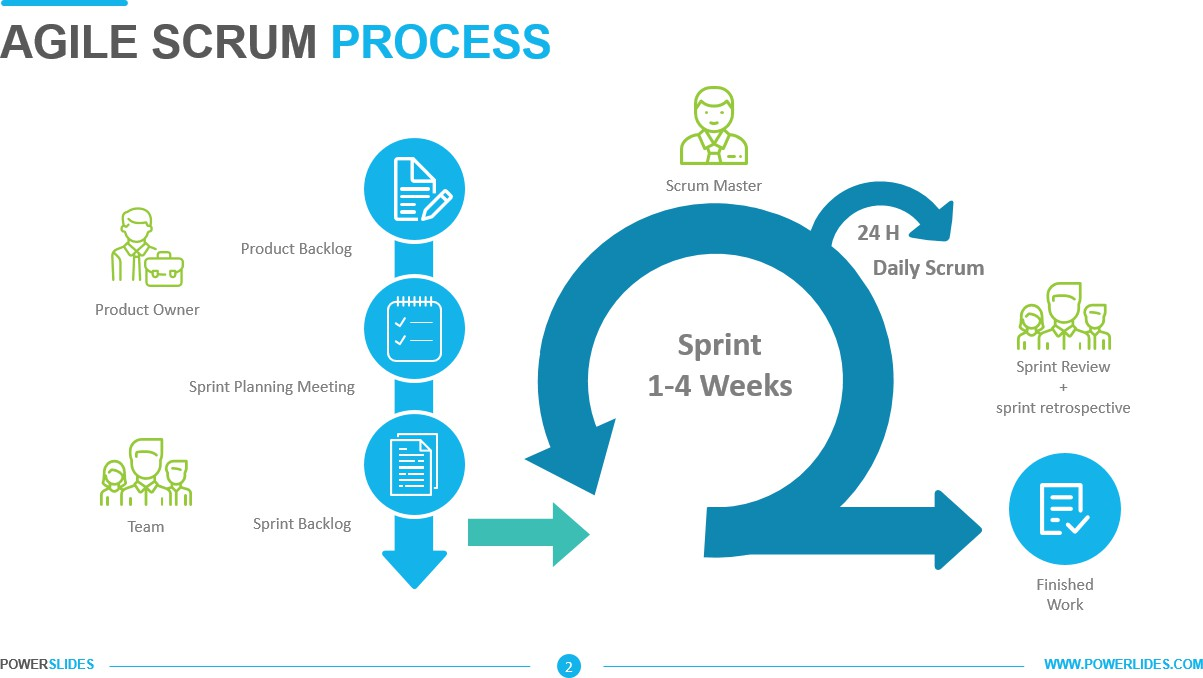 AGILE SCRUM PROCESS
Scrum Master
24 H
Daily Scrum
Product Backlog
Product Owner
Sprint
1-4 Weeks
Sprint Review
+
sprint retrospective
Sprint Planning Meeting
Team
Sprint Backlog
Finished
Work
POWERSLIDES
2
WWW.POWERLIDES.COM